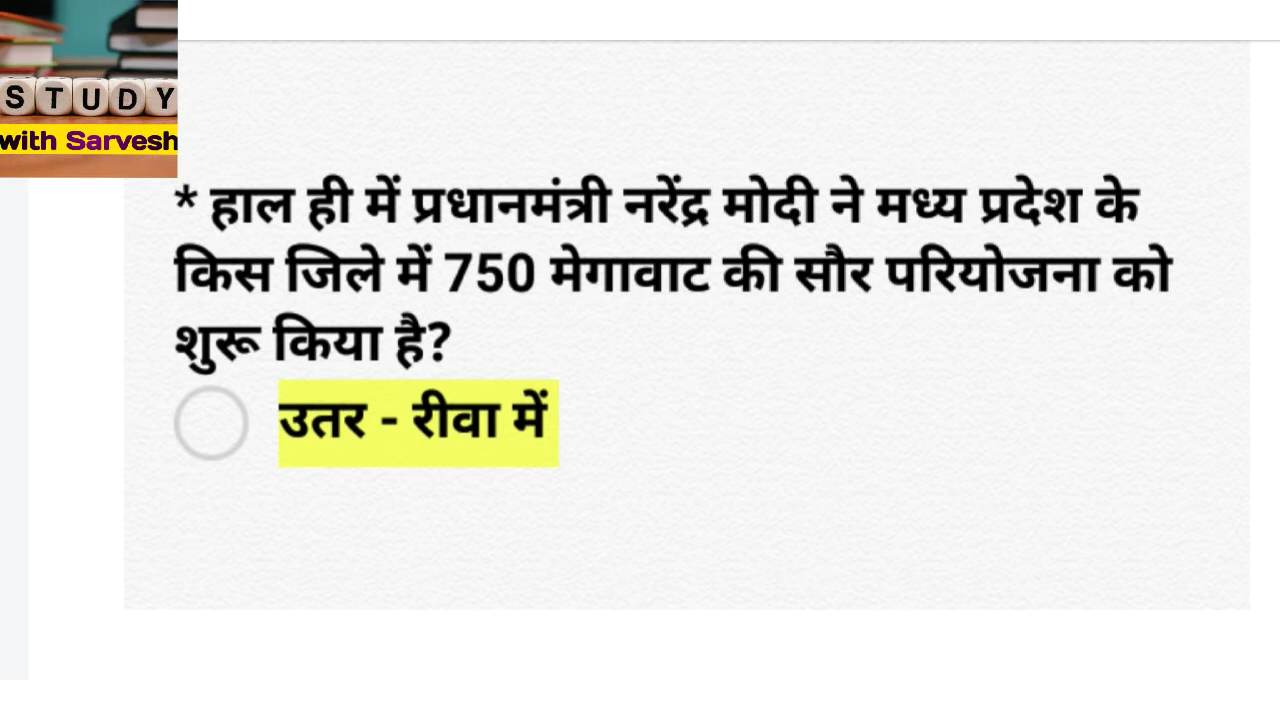 STUDY
with Sarvesh
* हाल ही में प्रधानमंत्री नरेंद्र मोदी ने मध्य प्रदेश के
किस जिले में 750 मेगावाट की सौर परियोजना को
शुरू किया है?
उतर - रीवा में